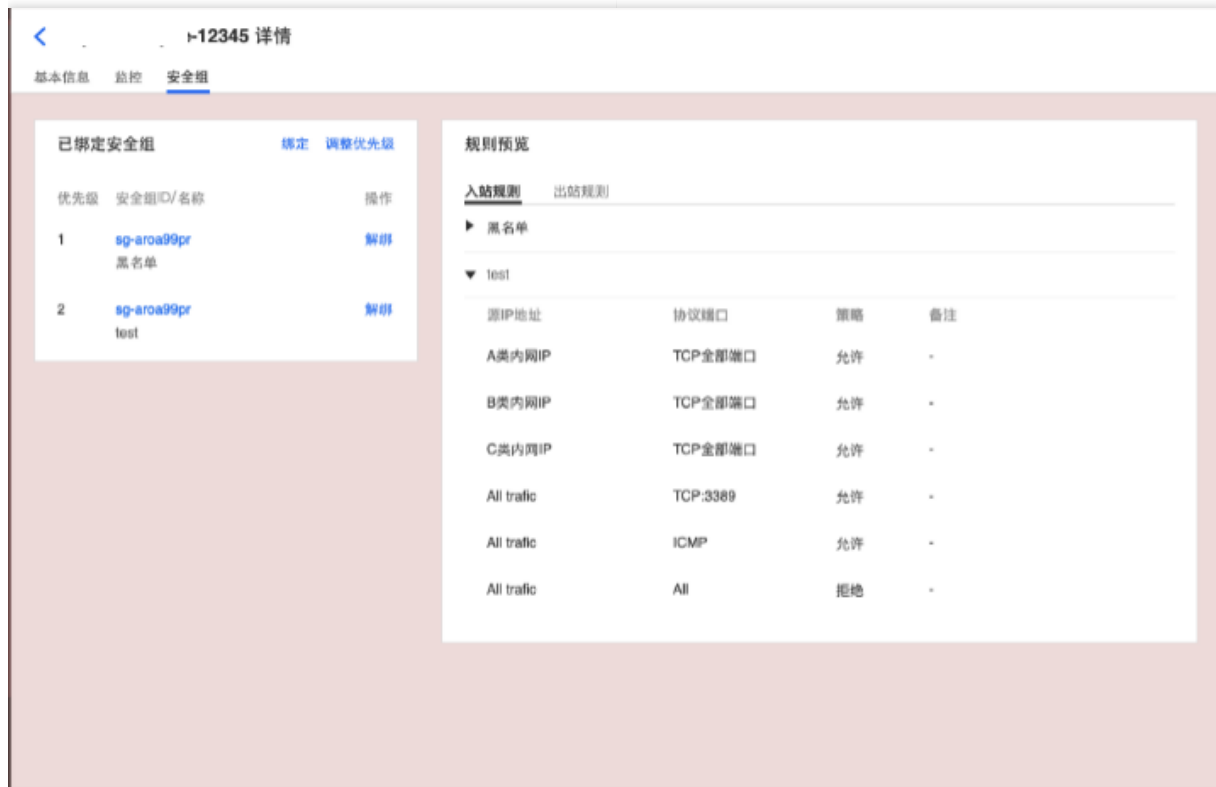 -12345 详情
基本信息 监控 安全组
已绑定安全组 绑定 调整优先级
优先级 安全组ID/名称 操作
1 sg-aroa99pr 解绑
黑名单
2 sg-aroa99pr 解绑
test
规则预览
入站规则 出站规则
黑名单
test
源IP地址 协议端口 策略 备注
A类内网IP TCP全部端口 允许 -
B类内网IP TCP全部端口 允许 -
C类内网IP TCP全部端口 允许 -
All trafic TCP:3389 允许 -
All trafic ICMP 允许 -
All trafic All 拒绝 -